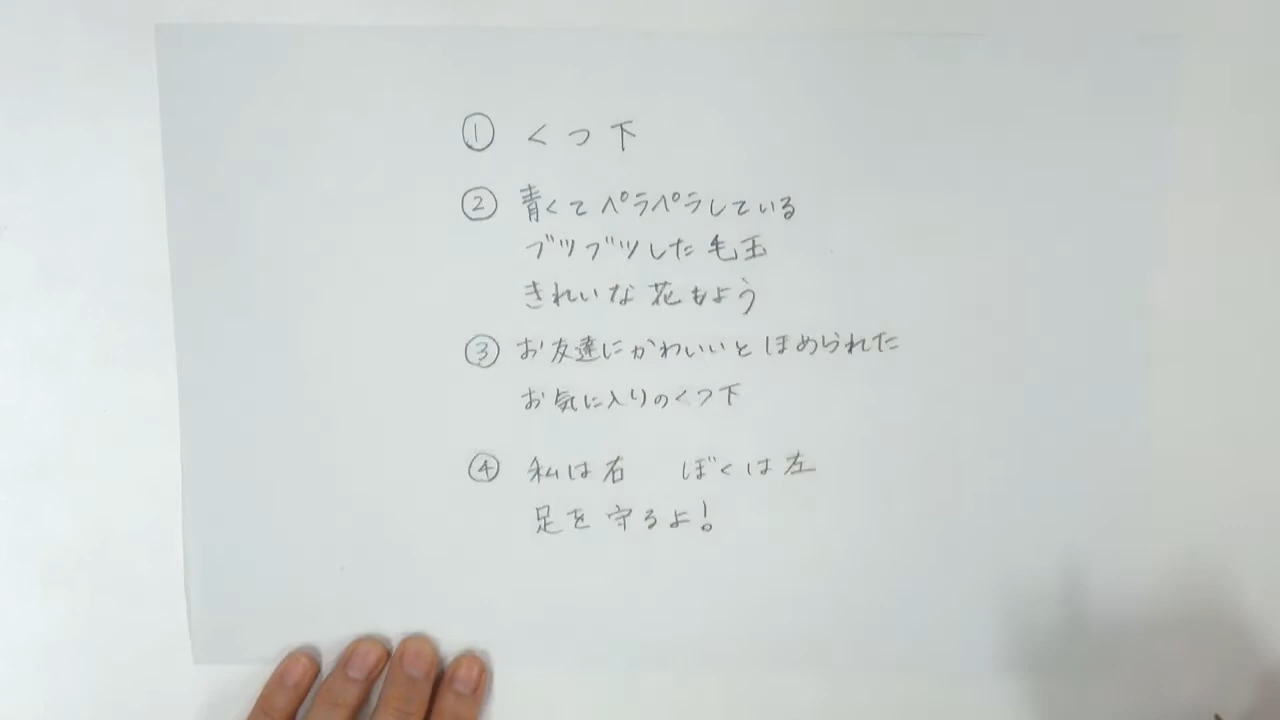 ① くつ下
② 青くてペラペラしている
ブツブツした毛玉
きれいな花もよう
③ お友達にかわいいとほめられた
お気に入りのくつ下
④ 私は右 ぼくは左
足を守るよ!